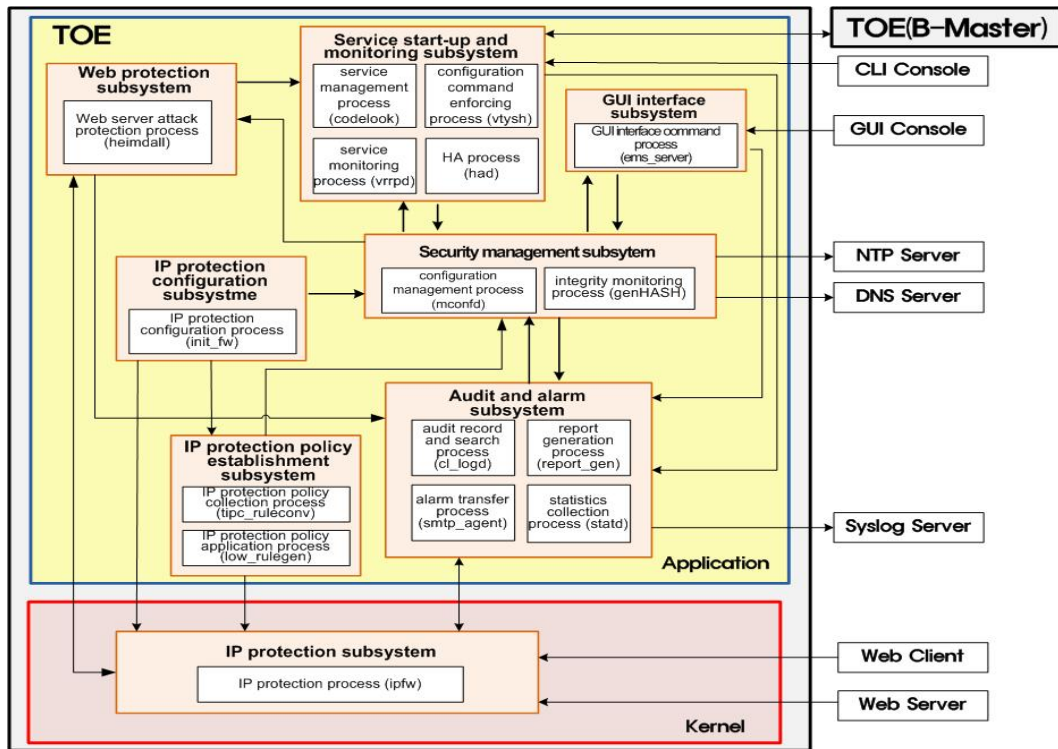 TOE
TOE(B-Master)
Service start-up and
monitoring subsystem
service
management
process
(codelook)
configuration
command
enforcing
process (vtysh)
service
monitoring
process (vrrpd)
HA process
(had)
CLI Console
Web protection
subsystem
Web server attack
protection process
(heimdall)
GUI interface
subsystem
GUI interface command
process
(ems_server)
GUI Console
Security management subsytem
configuration
management process
(mconfd)
integrity monitoring
process (genHASH)
NTP Server
DNS Server
IP protection
configuration
subsystme
IP protection
configuration process
(init_fw)
Audit and alarm
subsystem
audit record
and search
process
(cl_logd)
report
generation
process
(report_gen)
alarm transfer
process
(smtp_agent)
statistics
collection
process (statd)
IP protection policy
establishment
subsystem
IP protection policy
collection process
(tipc_ruleconv)
IP protection policy
application process
(low_rulegen)
Syslog Server
Application
IP protection subsystem
IP protection process (ipfw)
Web Client
Web Server
Kernel